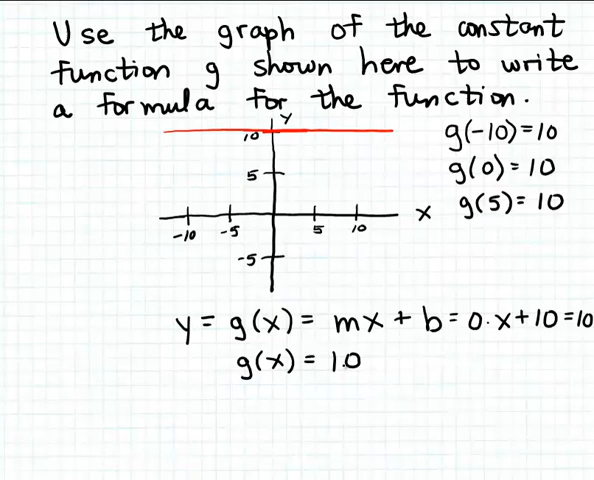 Use the graph of the constant
function g shown here to write
a formula for the function.
y
10
g(-10)=10
g(0)=10
5
g(5)=10
x
-10 -5 5 10
-5
y = g(x) = mx + b = 0·x+10=10
g(x) = 10